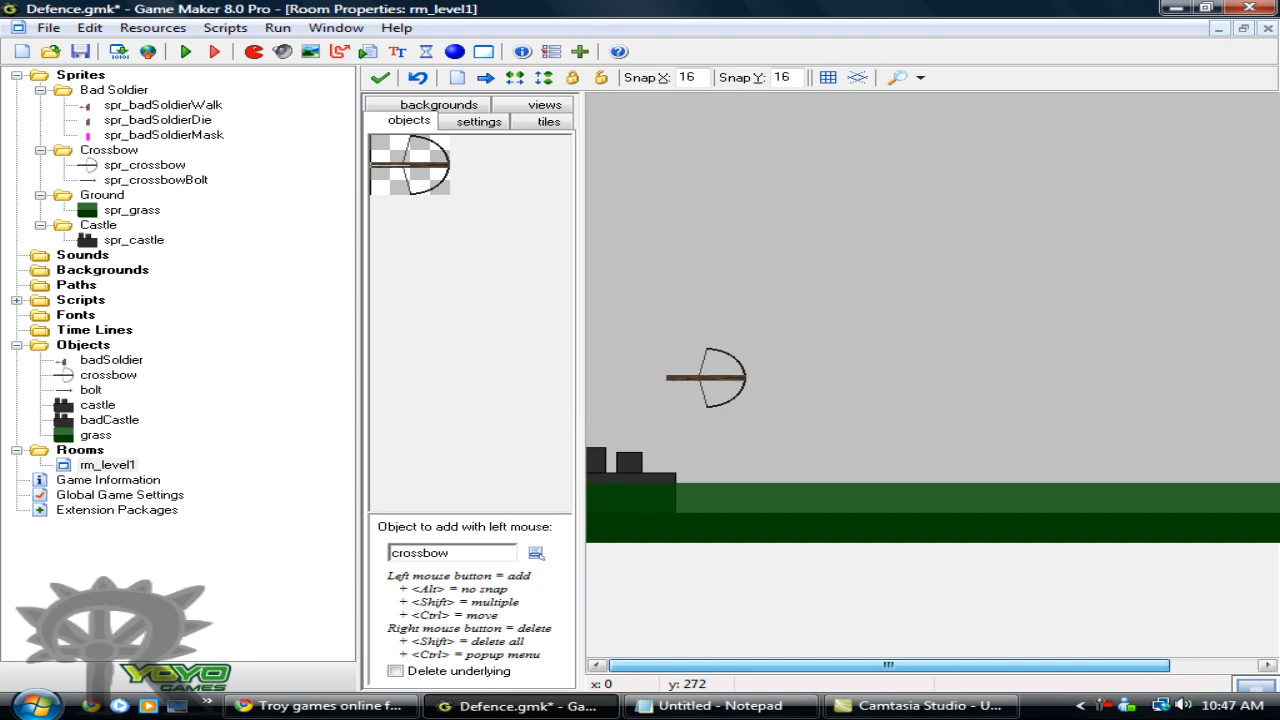 Defence.gmk* - Game Maker 8.0 Pro - [Room Properties: rm_level1]
File Edit Resources Scripts Run Window Help
Snap X: 16 Snap Y: 16
Sprites
Bad Soldier
spr_badSoldierWalk
spr_badSoldierDie
spr_badSoldierMask
Crossbow
spr_crossbow
spr_crossbowBolt
Ground
spr_grass
Castle
spr_castle
Sounds
Backgrounds
Paths
Scripts
Fonts
Time Lines
Objects
badSoldier
crossbow
bolt
castle
badCastle
grass
Rooms
rm_level1
Game Information
Global Game Settings
Extension Packages
YOYO
GAMES
backgrounds views
objects settings tiles
Object to add with left mouse:
crossbow
Left mouse button = add
+ <Alt> = no snap
+ <Shift> = multiple
+ <Ctrl> = move
Right mouse button = delete
+ <Shift> = delete all
+ <Ctrl> = popup menu
Delete underlying
x: 0 y: 272
Troy games online f... Defence.gmk* - Ga... Untitled - Notepad Camtasia Studio - U... 10:47 AM